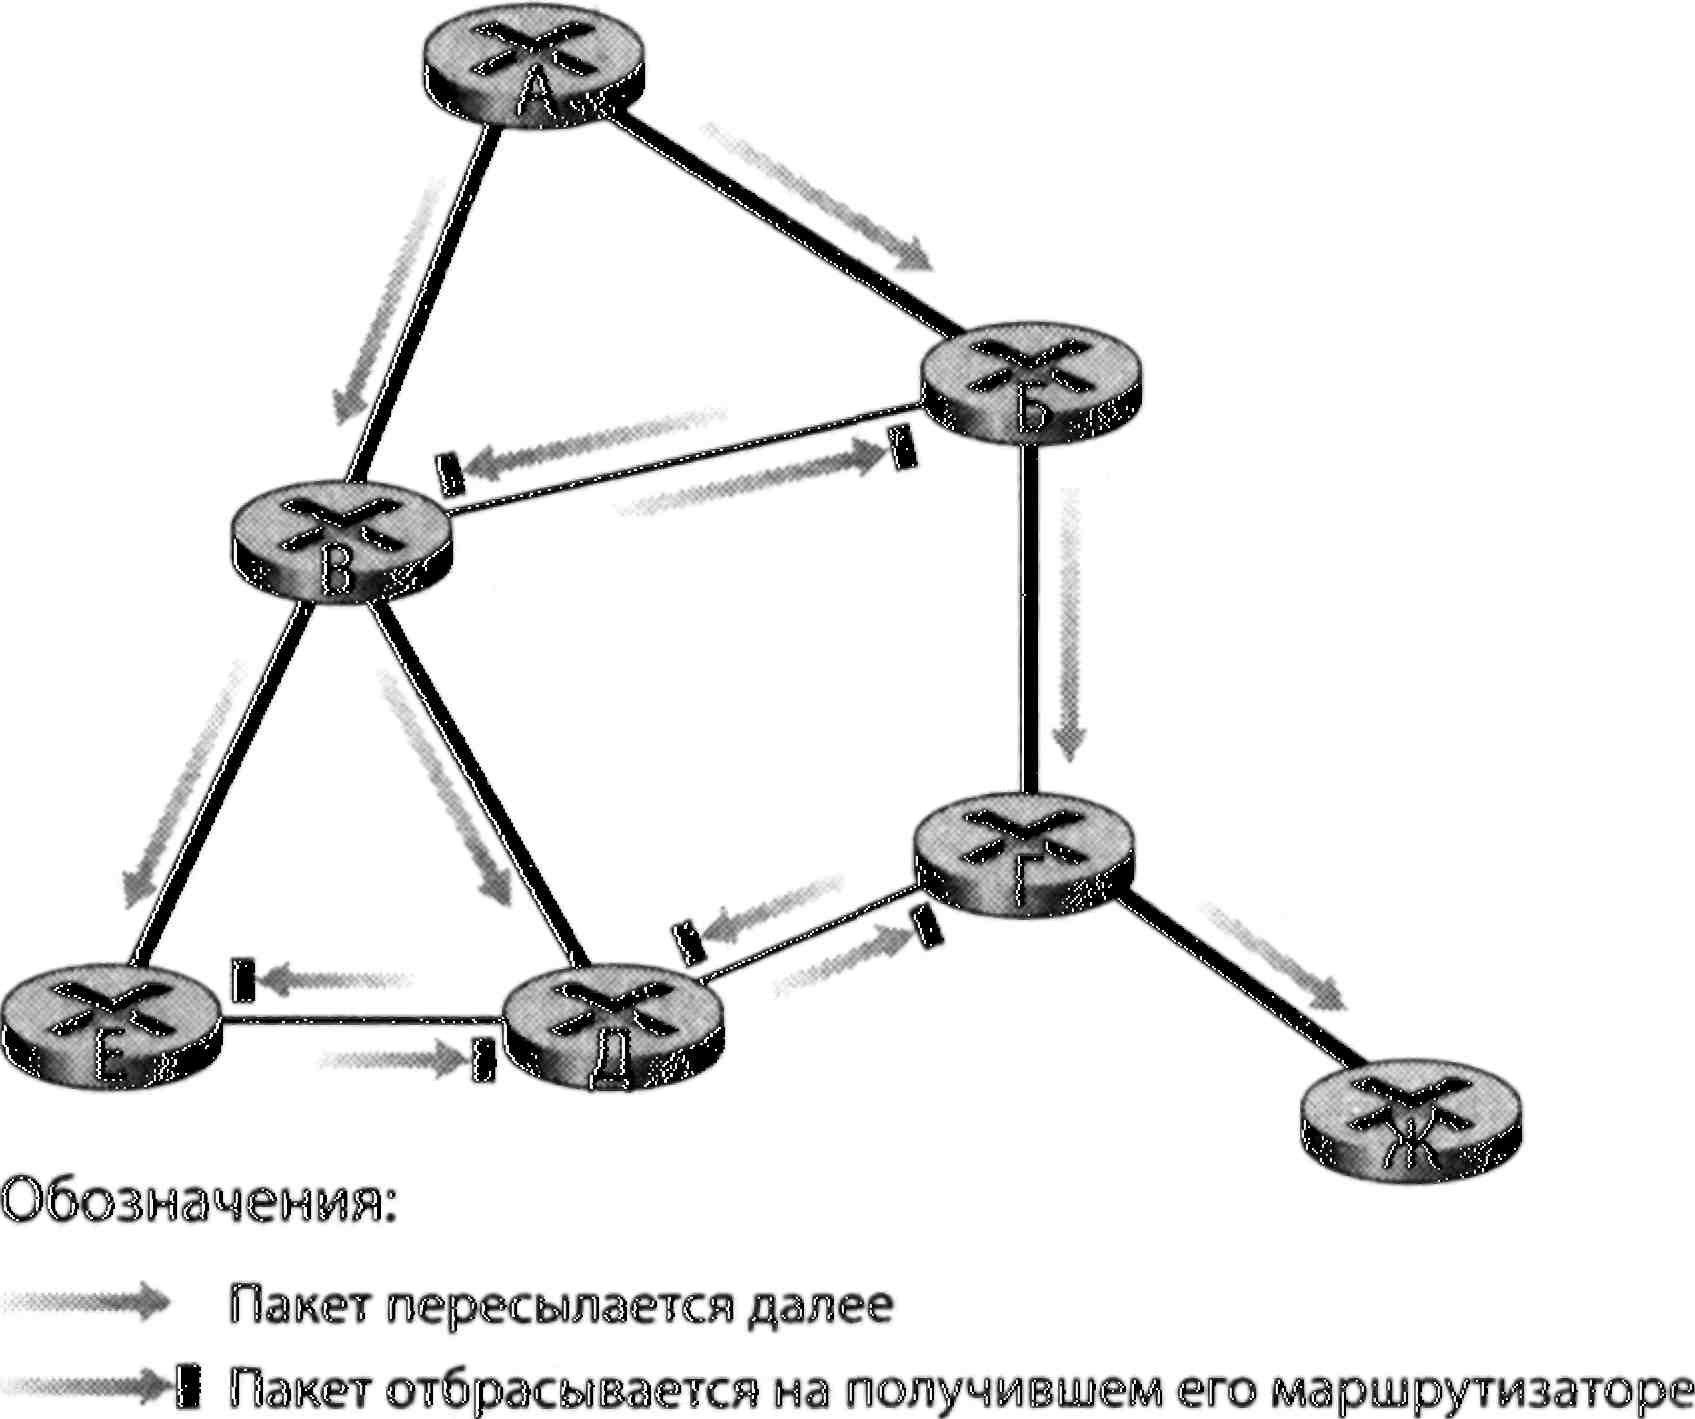 А
Б
В
Г
Е
Д
Ж
Обозначения:
Пакет пересылается далее
Пакет отбрасывается на получившем его маршрутизаторе